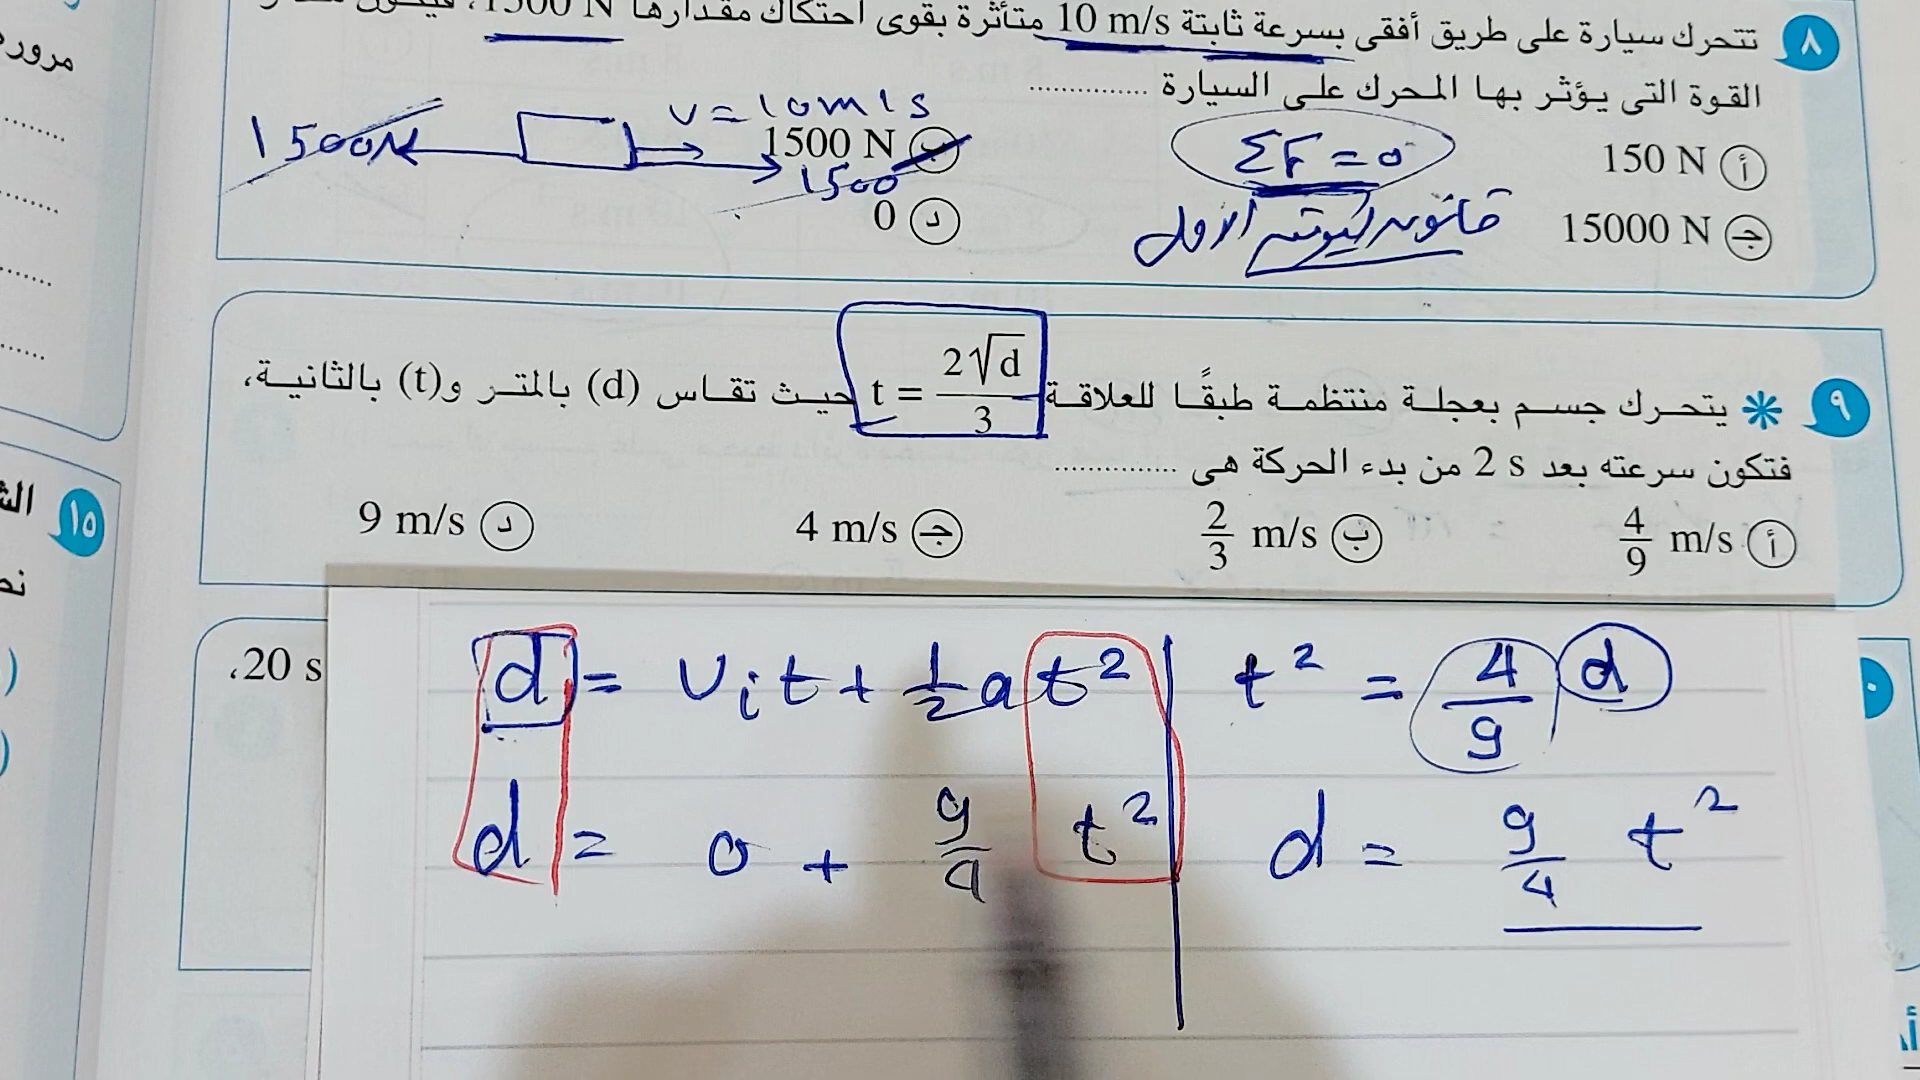 ٨ تتحرك سيارة على طريق أفقى بسرعة ثابتة 10 m/s متأثرة بقوى احتكاك مقدارها 1500 N، فيكون
القوة التى يؤثر بها المحرك على السيارة ...............
أ 150 N
ب 1500 N
ج 15000 N
د 0
v = 10 m/s
1500N
1500
ΣF = 0
قانون نيوتن الأول
٩ * يتحرك جسم بعجلة منتظمة طبقًا للعلاقة t = 2√d / 3 حيث تقاس (d) بالمتر و(t) بالثانية،
فتكون سرعته بعد 2 s من بدء الحركة هى ...............
أ 4/9 m/s
ب 2/3 m/s
ج 4 m/s
د 9 m/s
d = vit + 1/2 at²
d = 0 + 9/4 t²
t² = 4/9 d
d = 9/4 t²
20 s،
مروره
١٥